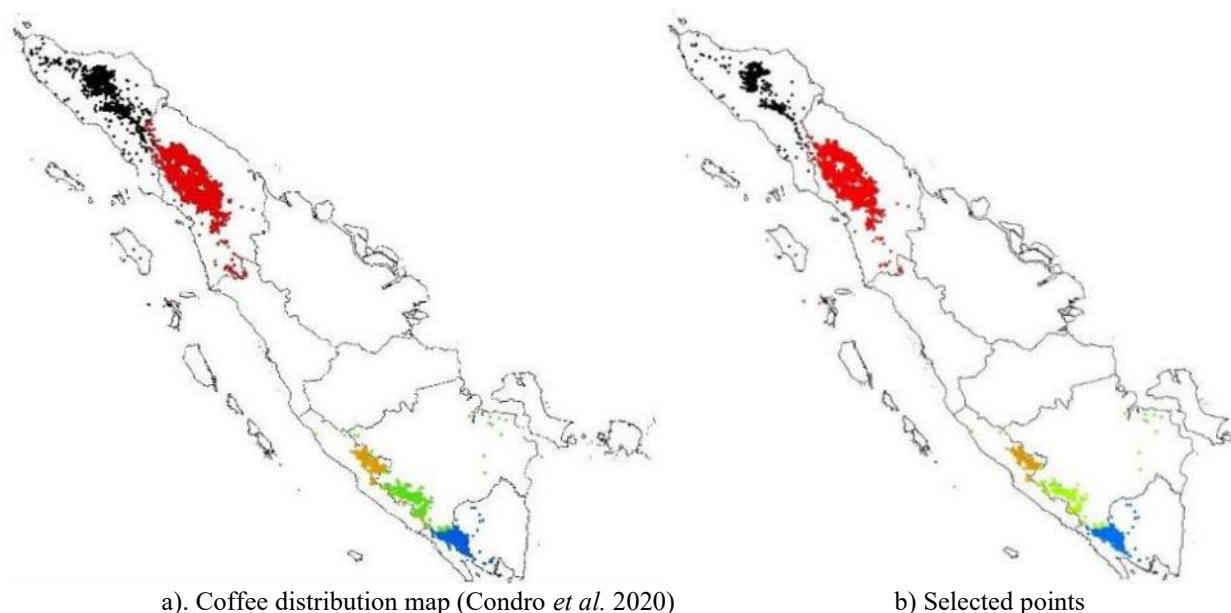 a). Coffee distribution map (Condro et al. 2020)
b) Selected points